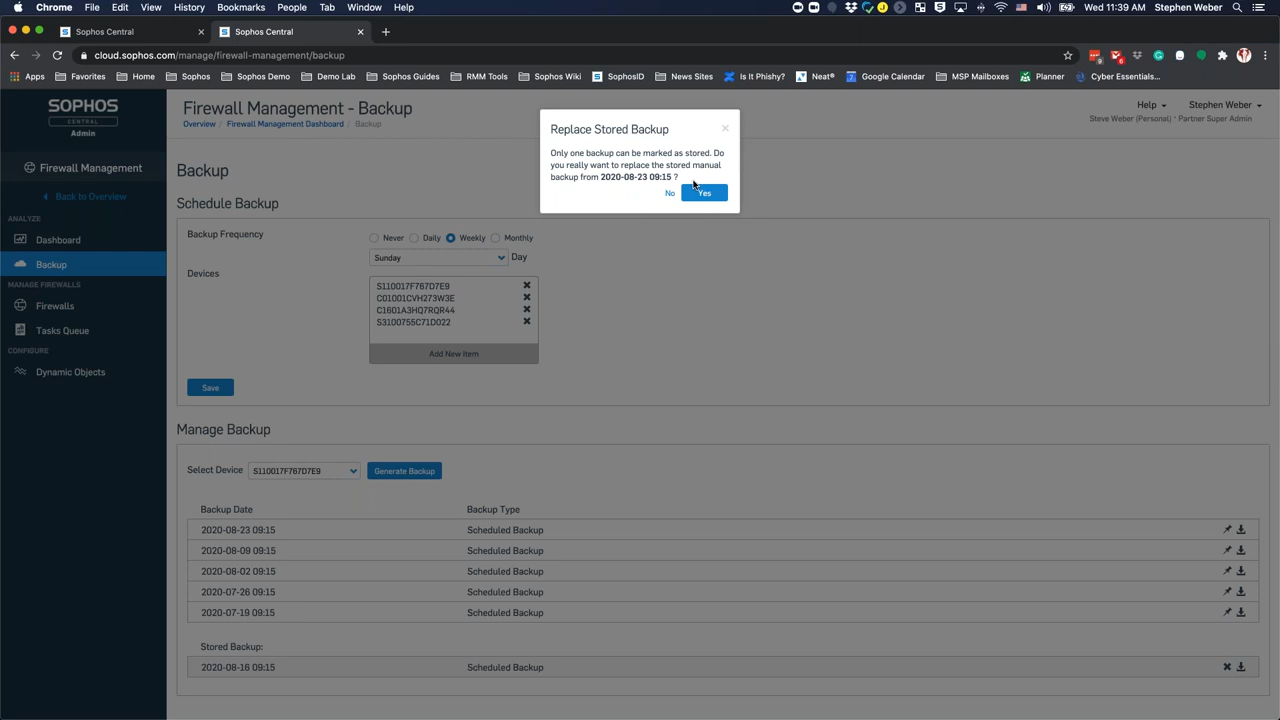 Chrome File Edit View History Bookmarks People Tab Window Help Wed 11:39 AM Stephen Weber
Sophos Central
Sophos Central
cloud.sophos.com/manage/firewall-management/backup
Apps Favorites Home Sophos Sophos Demo Demo Lab Sophos Guides RMM Tools Sophos Wiki SophosID News Sites Is It Phishy? Neat® Google Calendar MSP Mailboxes Planner Cyber Essentials...
SOPHOS
CENTRAL
Admin
Firewall Management
Back to Overview
ANALYZE
Dashboard
Backup
MANAGE FIREWALLS
Firewalls
Tasks Queue
CONFIGURE
Dynamic Objects
Firewall Management - Backup
Overview / Firewall Management Dashboard / Backup
Help
Stephen Weber
Steve Weber (Personal) · Partner Super Admin
Replace Stored Backup
Only one backup can be marked as stored. Do
you really want to replace the stored manual
backup from 2020-08-23 09:15 ?
No Yes
Backup
Schedule Backup
Backup Frequency
Never Daily Weekly Monthly
Sunday Day
Devices
S110017F767D7E9
C01001CVH273W3E
C1601A3HQ7RQR44
S3100755C71D022
Add New Item
Save
Manage Backup
Select Device S110017F767D7E9 Generate Backup
Backup Date Backup Type
2020-08-23 09:15 Scheduled Backup
2020-08-09 09:15 Scheduled Backup
2020-08-02 09:15 Scheduled Backup
2020-07-26 09:15 Scheduled Backup
2020-07-19 09:15 Scheduled Backup
Stored Backup:
2020-08-16 09:15 Scheduled Backup